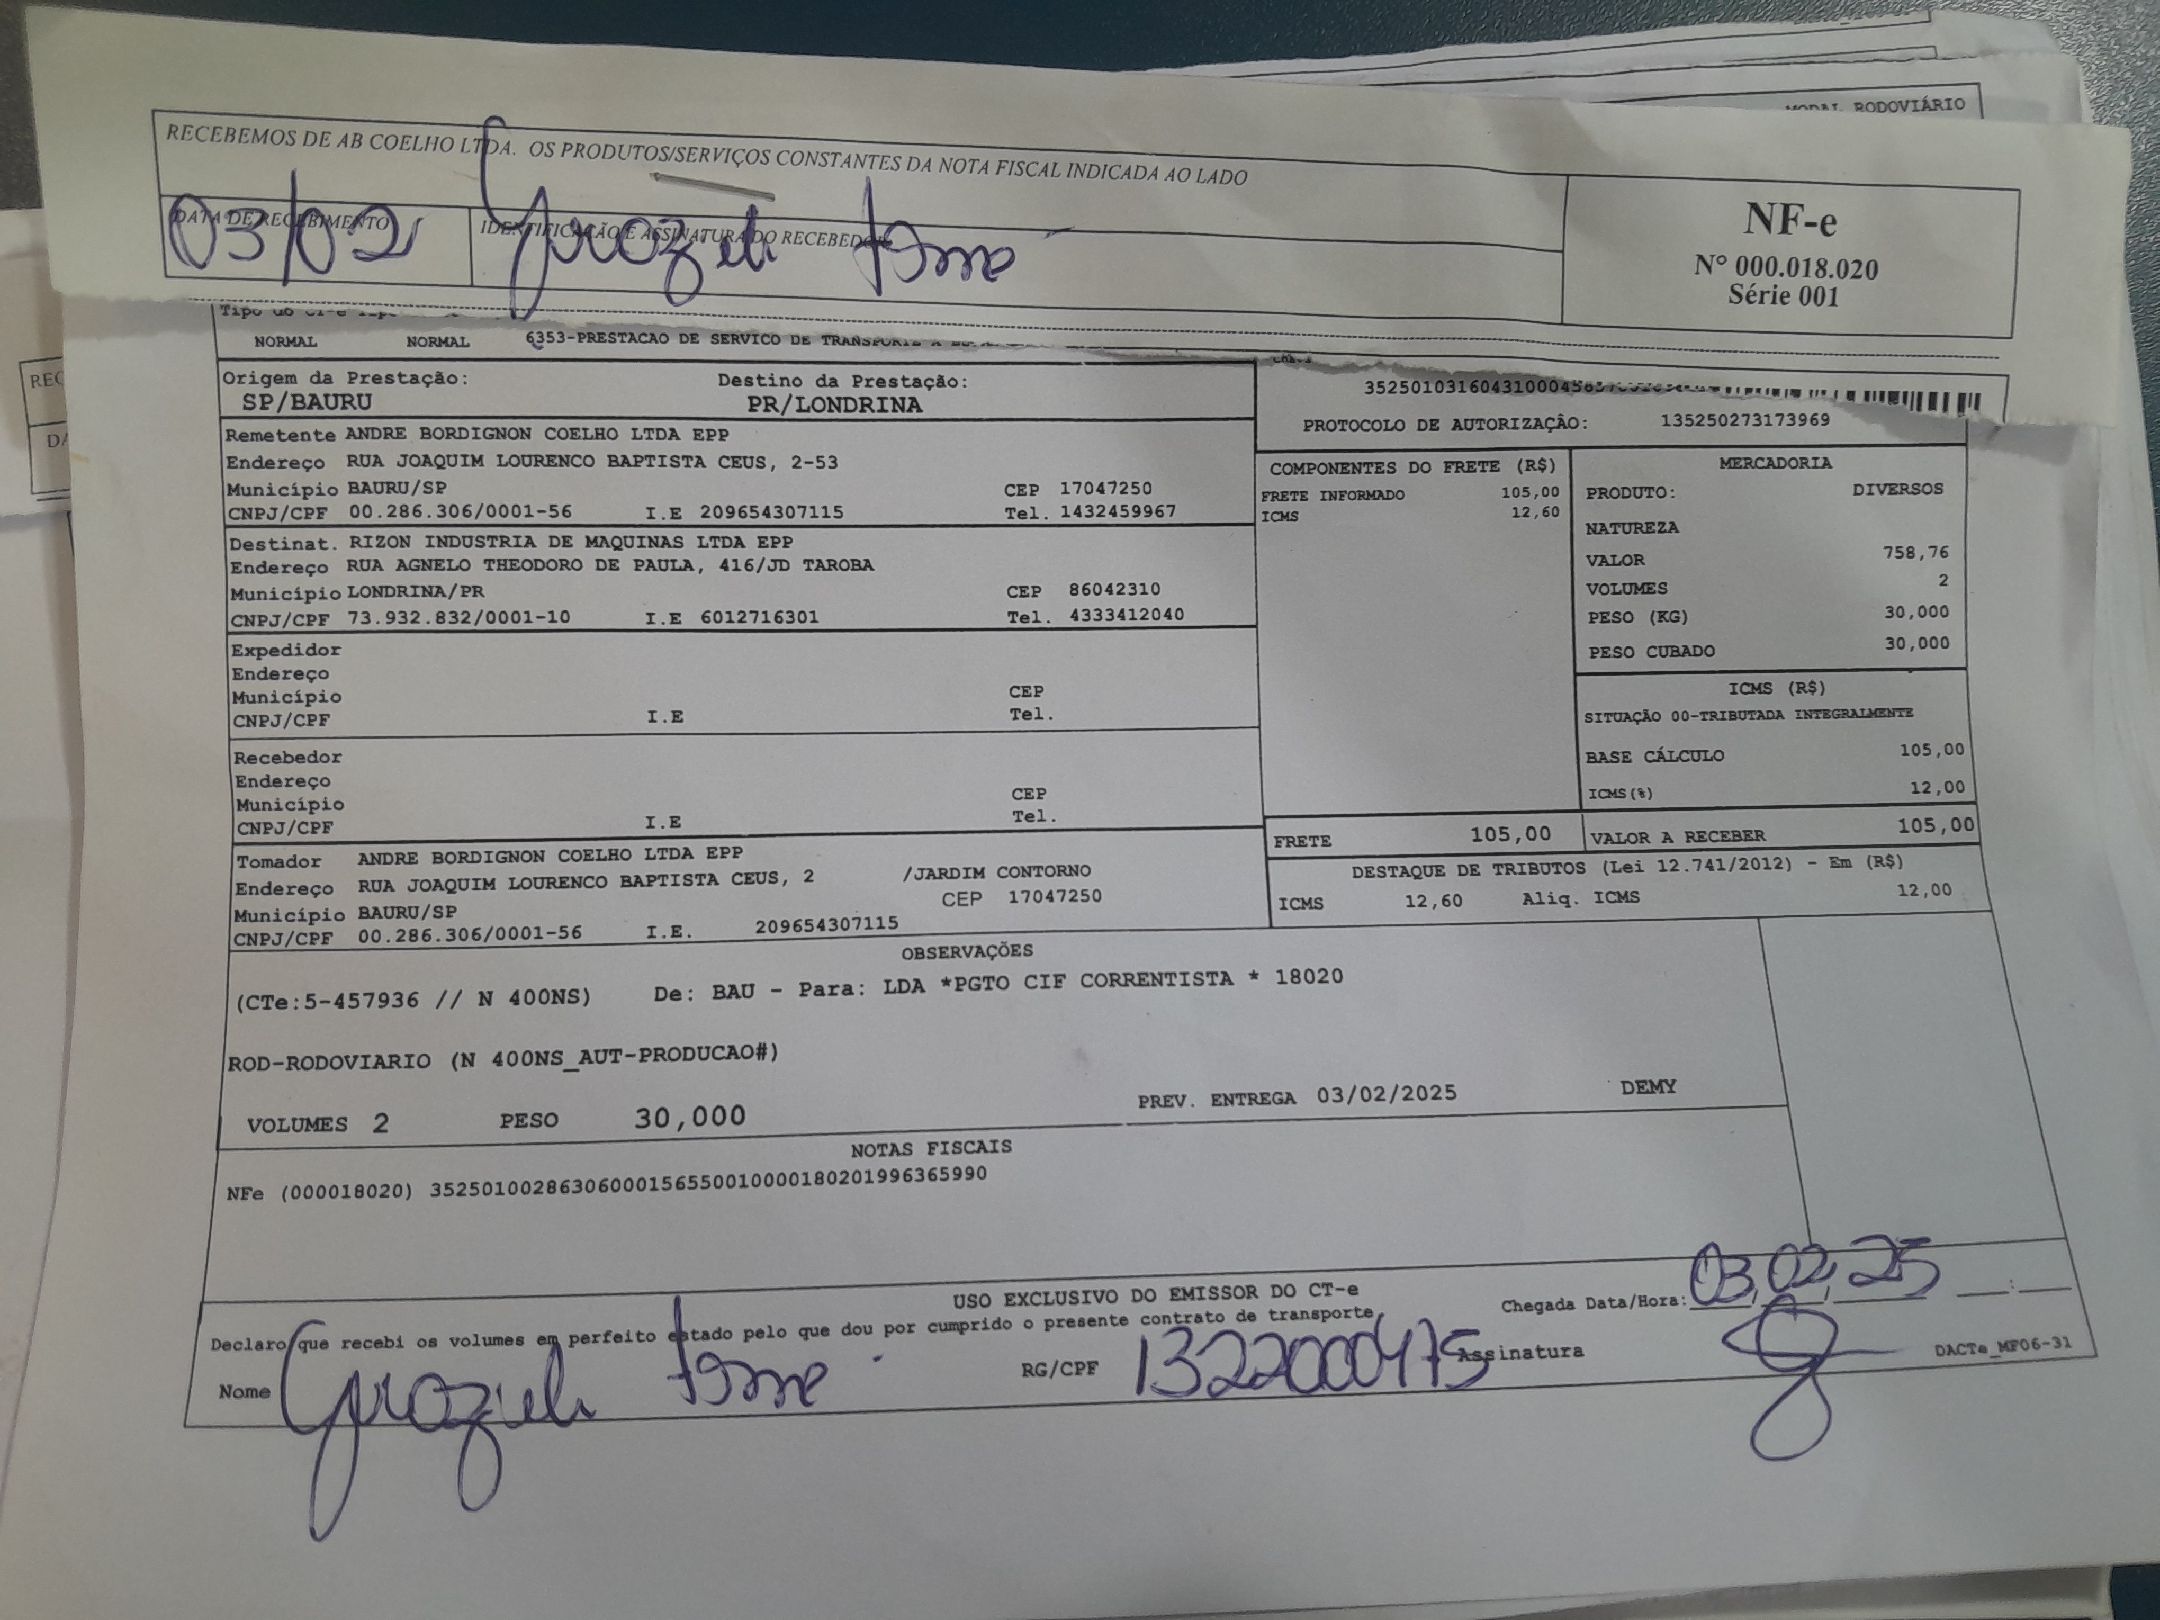 MODAL RODOVIÁRIO
RECEBEMOS DE AB COELHO LTDA. OS PRODUTOS/SERVIÇOS CONSTANTES DA NOTA FISCAL INDICADA AO LADO
DATA DE RECEBIMENTO
03/02
IDENTIFICAÇÃO E ASSINATURA DO RECEBEDOR
NF-e
Nº 000.018.020
Série 001
NORMAL NORMAL 6353-PRESTACAO DE SERVICO DE TRANSPORTE A
Origem da Prestação: Destino da Prestação:
SP/BAURU PR/LONDRINA
PROTOCOLO DE AUTORIZAÇÂO: 135250273173969
Remetente ANDRE BORDIGNON COELHO LTDA EPP
Endereço RUA JOAQUIM LOURENCO BAPTISTA CEUS, 2-53
Município BAURU/SP CEP 17047250
CNPJ/CPF 00.286.306/0001-56 I.E 209654307115 Tel. 1432459967
Destinat. RIZON INDUSTRIA DE MAQUINAS LTDA EPP
Endereço RUA AGNELO THEODORO DE PAULA, 416/JD TAROBA
Município LONDRINA/PR CEP 86042310
CNPJ/CPF 73.932.832/0001-10 I.E 6012716301 Tel. 4333412040
Expedidor
Endereço
Município CEP
CNPJ/CPF I.E Tel.
Recebedor
Endereço
Município CEP
CNPJ/CPF I.E Tel.
Tomador ANDRE BORDIGNON COELHO LTDA EPP
Endereço RUA JOAQUIM LOURENCO BAPTISTA CEUS, 2 /JARDIM CONTORNO
Município BAURU/SP CEP 17047250
CNPJ/CPF 00.286.306/0001-56 I.E. 209654307115
COMPONENTES DO FRETE (R$)
FRETE INFORMADO 105,00
ICMS 12,60
MERCADORIA
PRODUTO: DIVERSOS
NATUREZA
VALOR 758,76
VOLUMES 2
PESO (KG) 30,000
PESO CUBADO 30,000
ICMS (R$)
SITUAÇÃO 00-TRIBUTADA INTEGRALMENTE
BASE CÁLCULO 105,00
ICMS(%) 12,00
FRETE 105,00 VALOR A RECEBER 105,00
DESTAQUE DE TRIBUTOS (Lei 12.741/2012) - Em (R$)
ICMS 12,60 Aliq. ICMS 12,00
OBSERVAÇÕES
(CTe:5-457936 // N 400NS) De: BAU - Para: LDA *PGTO CIF CORRENTISTA * 18020
ROD-RODOVIARIO (N 400NS_AUT-PRODUCAO#)
VOLUMES 2 PESO 30,000 PREV. ENTREGA 03/02/2025 DEMY
NOTAS FISCAIS
NFe (000018020) 35250100286306000156550010000180201996365990
USO EXCLUSIVO DO EMISSOR DO CT-e
Declaro que recebi os volumes em perfeito estado pelo que dou por cumprido o presente contrato de transporte.
Chegada Data/Hora: 03,02,25 :
Nome RG/CPF 1322000475 Assinatura DACTe_MF06-31